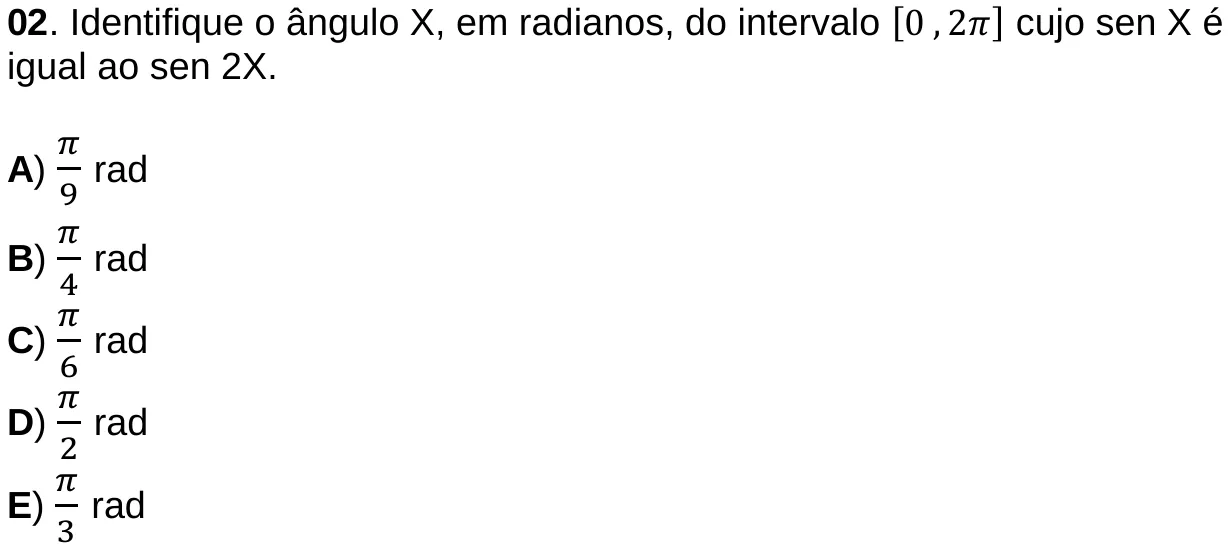 02. Identifique o ângulo X, em radianos, do intervalo [0 , 2π] cujo sen X é
igual ao sen 2X.
A) π/9 rad
B) π/4 rad
C) π/6 rad
D) π/2 rad
E) π/3 rad